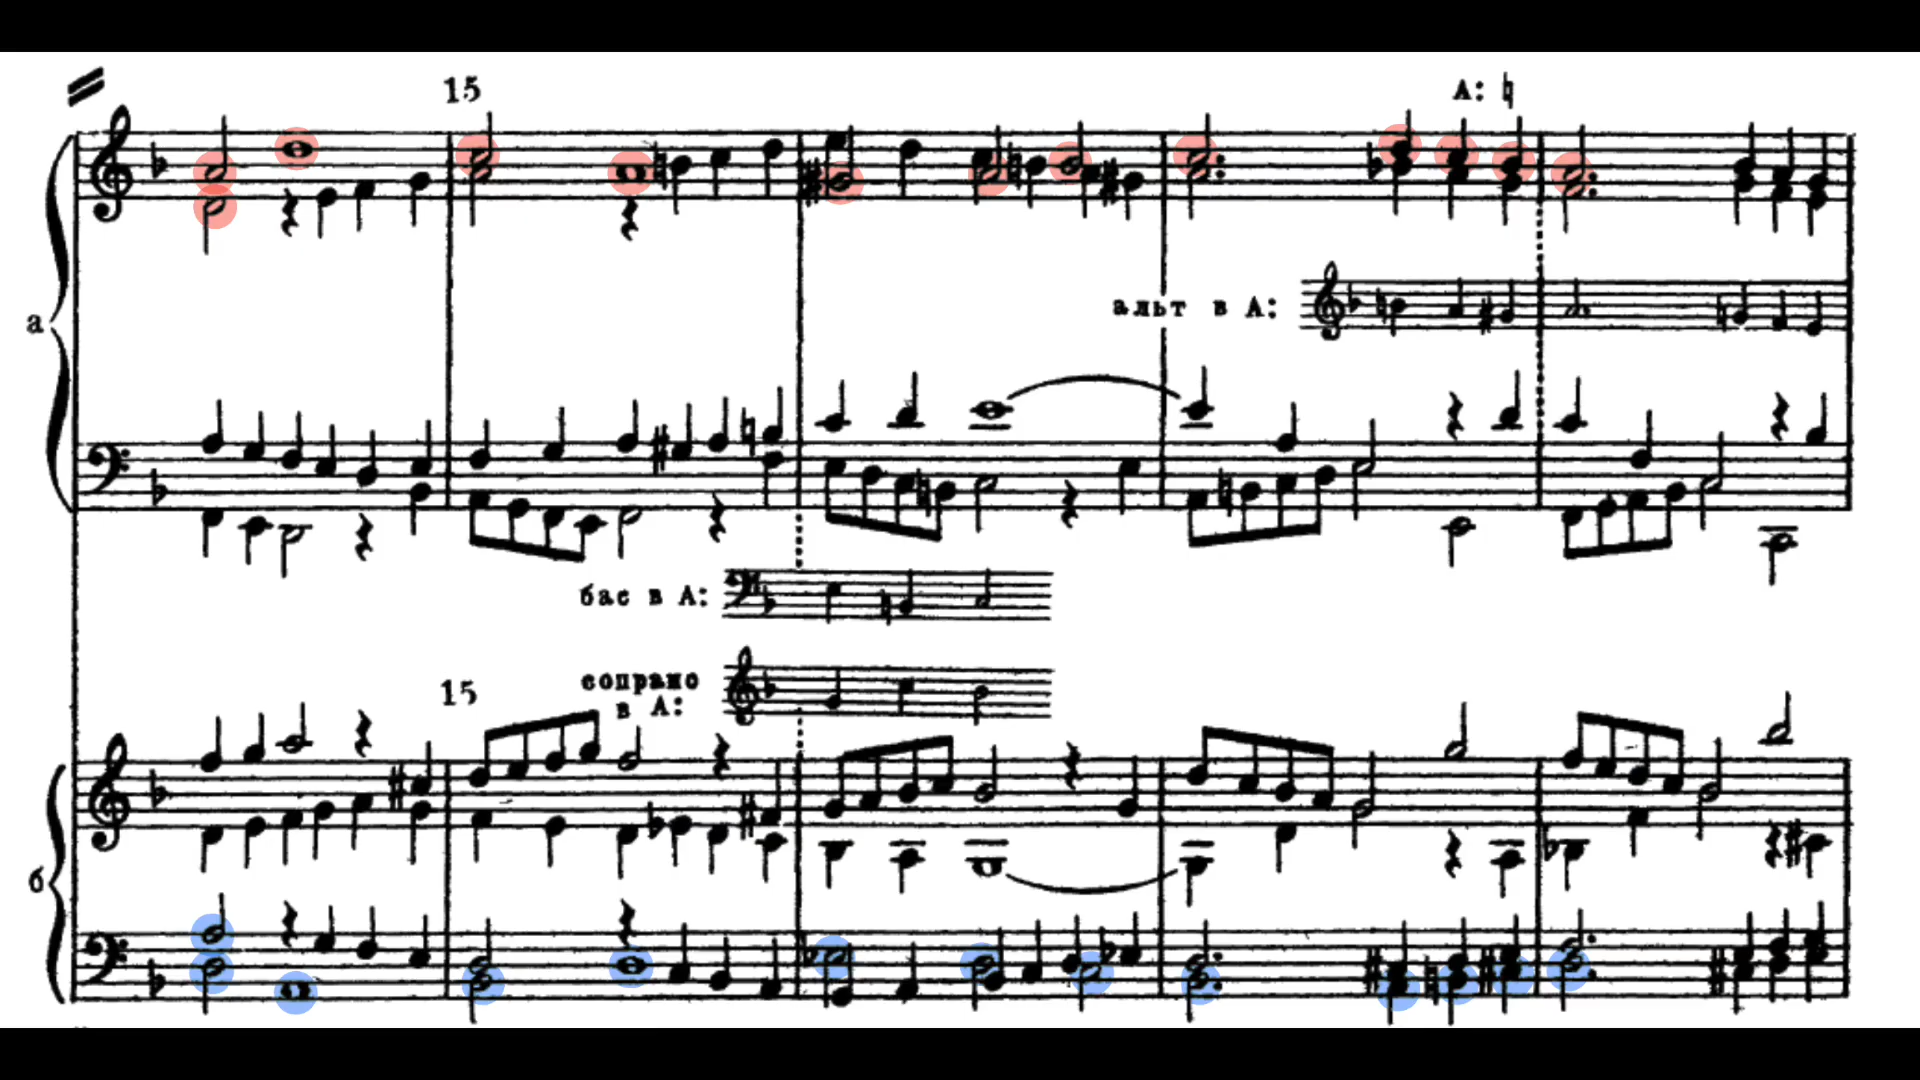 15
A: ♮
а
альт в А:
бас в А:
сопрано
в А:
15
б